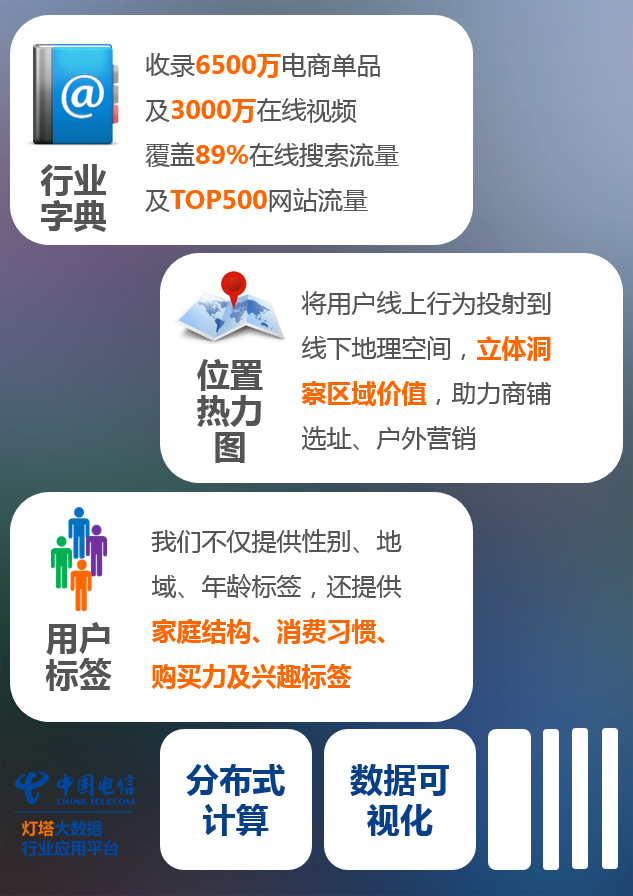 @
行业
字典
收录6500万电商单品
及3000万在线视频
覆盖89%在线搜索流量
及TOP500网站流量
位置
热力
图
将用户线上行为投射到
线下地理空间，立体洞
察区域价值，助力商铺
选址、户外营销
用户
标签
我们不仅提供性别、地
域、年龄标签，还提供
家庭结构、消费习惯、
购买力及兴趣标签
分布式
计算
数据可
视化
中国电信
CHINA TELECOM
灯塔大数据
行业应用平台